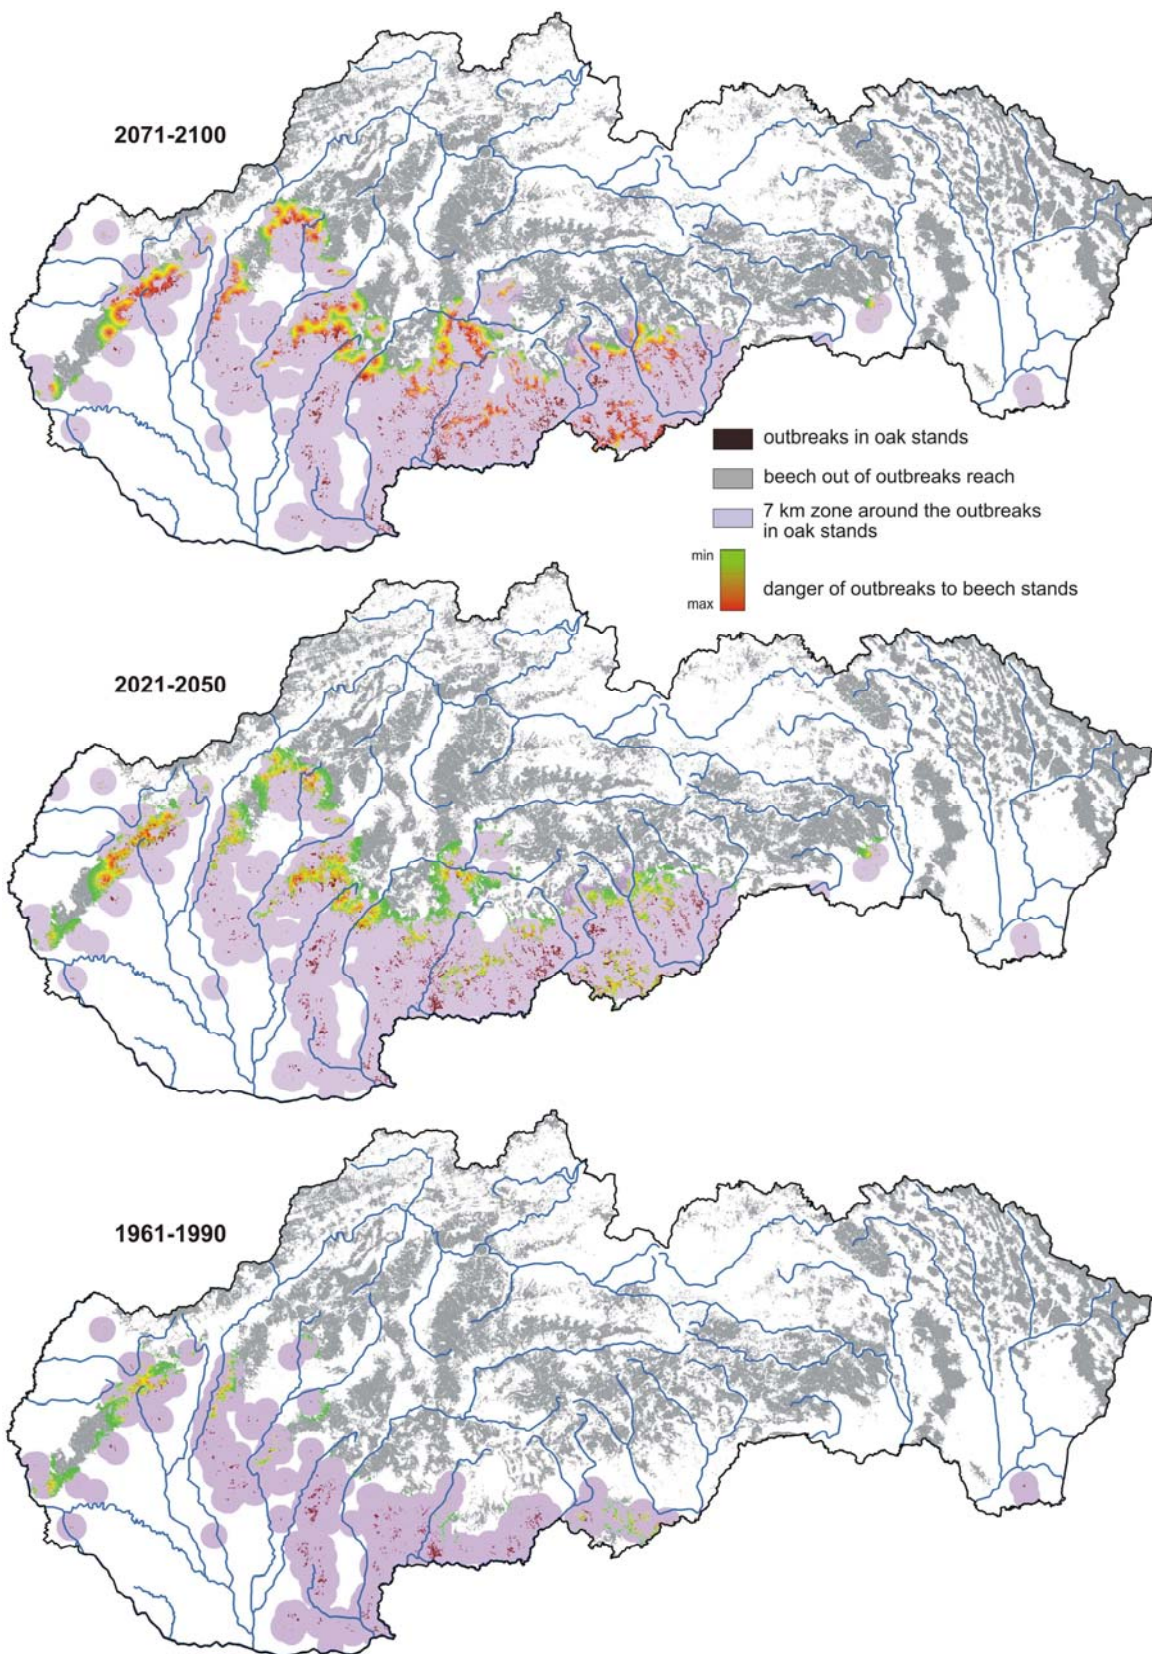 2071-2100
outbreaks in oak stands
beech out of outbreaks reach
7 km zone around the outbreaks
in oak stands
min
danger of outbreaks to beech stands
max
2021-2050
1961-1990